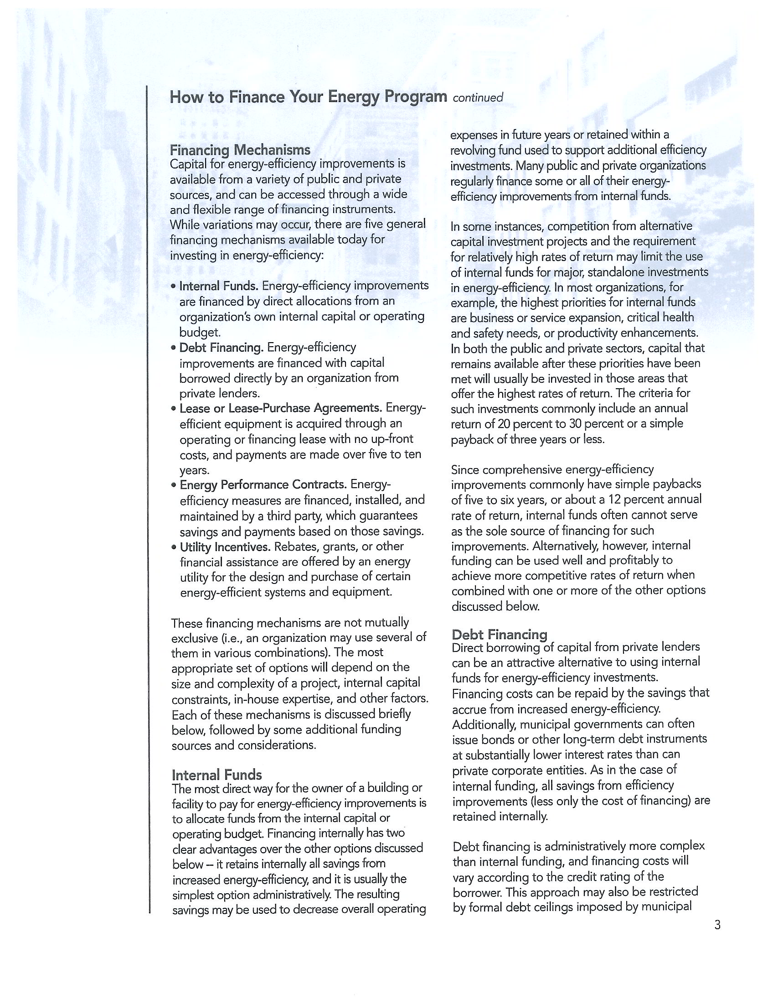 How to Finance Your Energy Program continued
Financing Mechanisms
Capital for energy-efficiency improvements is
available from a variety of public and private
sources, and can be accessed through a wide
and flexible range of financing instruments.
While variations may occur, there are five general
financing mechanisms available today for
investing in energy-efficiency:
• Internal Funds. Energy-efficiency improvements
are financed by direct allocations from an
organization's own internal capital or operating
budget.
• Debt Financing. Energy-efficiency
improvements are financed with capital
borrowed directly by an organization from
private lenders.
• Lease or Lease-Purchase Agreements. Energy-
efficient equipment is acquired through an
operating or financing lease with no up-front
costs, and payments are made over five to ten
years.
• Energy Performance Contracts. Energy-
efficiency measures are financed, installed, and
maintained by a third party, which guarantees
savings and payments based on those savings.
• Utility Incentives. Rebates, grants, or other
financial assistance are offered by an energy
utility for the design and purchase of certain
energy-efficient systems and equipment.
These financing mechanisms are not mutually
exclusive (i.e., an organization may use several of
them in various combinations). The most
appropriate set of options will depend on the
size and complexity of a project, internal capital
constraints, in-house expertise, and other factors.
Each of these mechanisms is discussed briefly
below, followed by some additional funding
sources and considerations.
Internal Funds
The most direct way for the owner of a building or
facility to pay for energy-efficiency improvements is
to allocate funds from the internal capital or
operating budget. Financing internally has two
clear advantages over the other options discussed
below – it retains internally all savings from
increased energy-efficiency, and it is usually the
simplest option administratively. The resulting
savings may be used to decrease overall operating
expenses in future years or retained within a
revolving fund used to support additional efficiency
investments. Many public and private organizations
regularly finance some or all of their energy-
efficiency improvements from internal funds.
In some instances, competition from alternative
capital investment projects and the requirement
for relatively high rates of return may limit the use
of internal funds for major, standalone investments
in energy-efficiency. In most organizations, for
example, the highest priorities for internal funds
are business or service expansion, critical health
and safety needs, or productivity enhancements.
In both the public and private sectors, capital that
remains available after these priorities have been
met will usually be invested in those areas that
offer the highest rates of return. The criteria for
such investments commonly include an annual
return of 20 percent to 30 percent or a simple
payback of three years or less.
Since comprehensive energy-efficiency
improvements commonly have simple paybacks
of five to six years, or about a 12 percent annual
rate of return, internal funds often cannot serve
as the sole source of financing for such
improvements. Alternatively, however, internal
funding can be used well and profitably to
achieve more competitive rates of return when
combined with one or more of the other options
discussed below.
Debt Financing
Direct borrowing of capital from private lenders
can be an attractive alternative to using internal
funds for energy-efficiency investments.
Financing costs can be repaid by the savings that
accrue from increased energy-efficiency.
Additionally, municipal governments can often
issue bonds or other long-term debt instruments
at substantially lower interest rates than can
private corporate entities. As in the case of
internal funding, all savings from efficiency
improvements (less only the cost of financing) are
retained internally.
Debt financing is administratively more complex
than internal funding, and financing costs will
vary according to the credit rating of the
borrower. This approach may also be restricted
by formal debt ceilings imposed by municipal
3